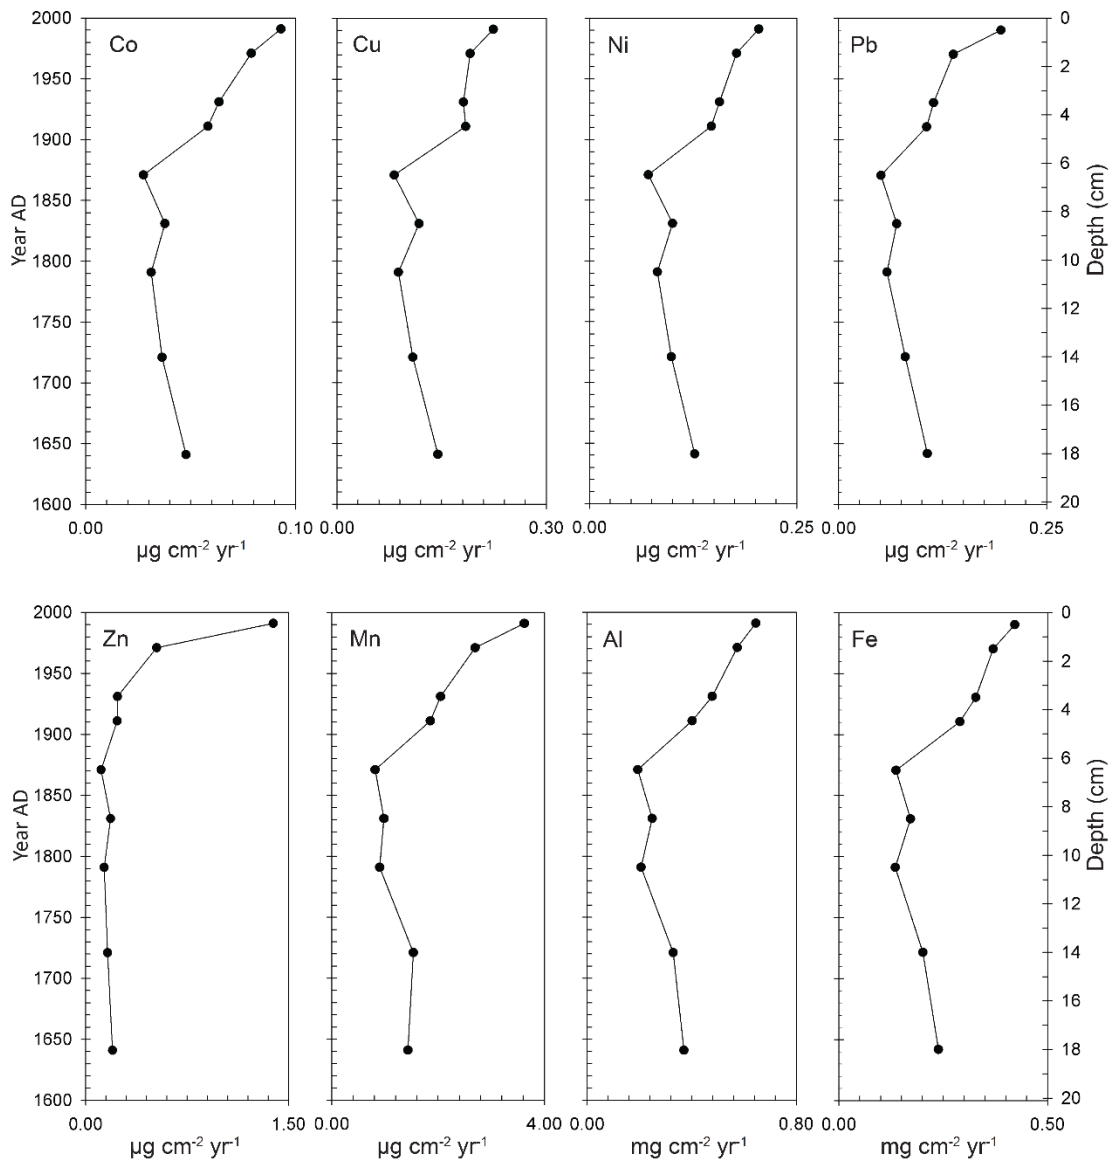 Co
Cu
Ni
Pb
2000
1950
1900
1850
1800
1750
1700
1650
1600
Year AD
0
2
4
6
8
10
12
14
16
18
20
Depth (cm)
0.00 0.10
0.00 0.30
0.00 0.25
0.00 0.25
µg cm⁻² yr⁻¹
µg cm⁻² yr⁻¹
µg cm⁻² yr⁻¹
µg cm⁻² yr⁻¹
Zn
Mn
Al
Fe
2000
1950
1900
1850
1800
1750
1700
1650
1600
Year AD
0
2
4
6
8
10
12
14
16
18
20
Depth (cm)
0.00 1.50
0.00 4.00
0.00 0.80
0.00 0.50
µg cm⁻² yr⁻¹
µg cm⁻² yr⁻¹
mg cm⁻² yr⁻¹
mg cm⁻² yr⁻¹